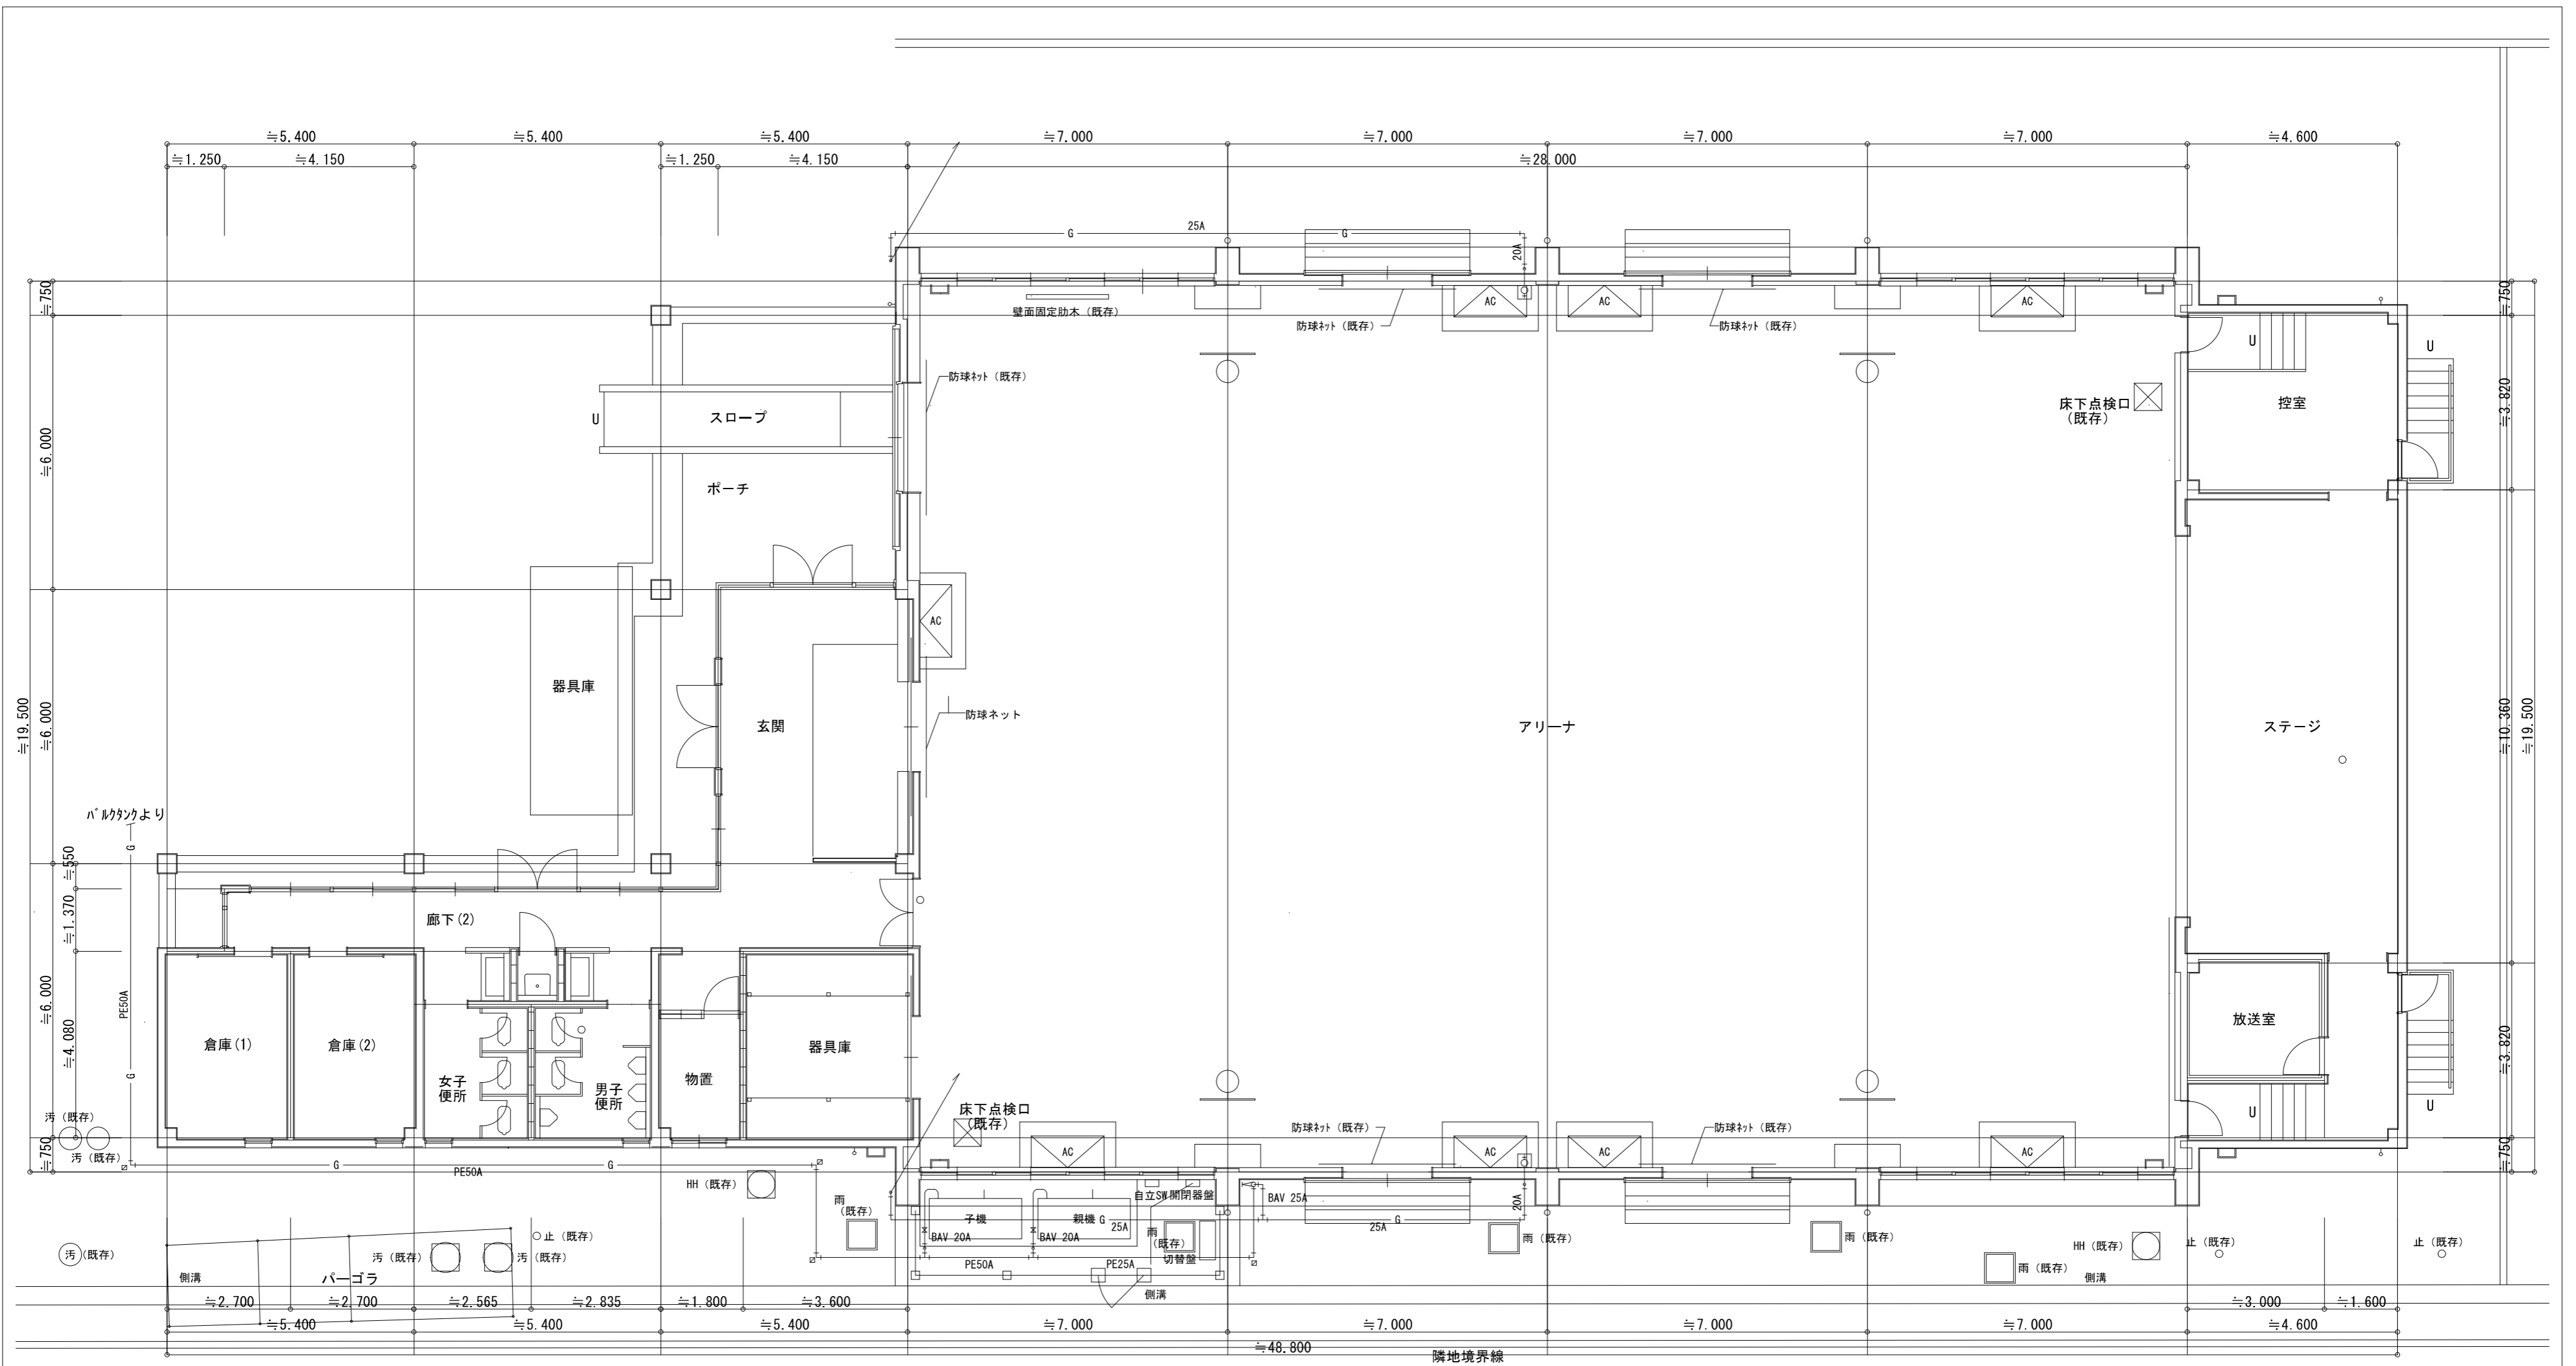 ≒5.400
≒5.400
≒5.400
≒7.000
≒7.000
≒7.000
≒7.000
≒4.600
≒1.250
≒4.150
≒1.250
≒4.150
≒28.000
G
25A
G
20A
≒750
≒750
壁面固定肋木（既存）
防球ﾈｯﾄ（既存）
AC
AC
防球ﾈｯﾄ（既存）
AC
U
U
防球ﾈｯﾄ（既存）
床下点検口
（既存）
控室
≒3.820
U
スロープ
≒6.000
ポーチ
AC
器具庫
玄関
防球ネット
アリーナ
ステージ
≒19.500
≒6.000
≒10.360
≒19.500
ﾊﾞﾙｸﾀﾝｸより
G
≒550
≒1.370
廊下(2)
PE50A
≒6.000
≒4.080
倉庫(1)
倉庫(2)
女子
便所
男子
便所
物置
器具庫
放送室
≒3.820
G
床下点検口
（既存）
U
U
汚（既存）
汚（既存）
≒750
G
PE50A
G
AC
防球ﾈｯﾄ（既存）
AC
AC
防球ﾈｯﾄ（既存）
AC
≒750
HH（既存）
雨
（既存）
自立SW
開閉器盤
BAV 25A
20A
子機
親機
G
25A
25A
G
BAV 20A
BAV 20A
雨
（既存）
切替盤
雨（既存）
雨（既存）
雨（既存）
HH（既存）
止（既存）
止（既存）
汚（既存）
汚（既存）
汚（既存）
止（既存）
PE50A
PE25A
側溝
パーゴラ
側溝
側溝
≒2.700
≒2.700
≒2.565
≒2.835
≒1.800
≒3.600
≒3.000
≒1.600
≒5.400
≒5.400
≒5.400
≒7.000
≒7.000
≒7.000
≒7.000
≒4.600
≒48.800
隣地境界線